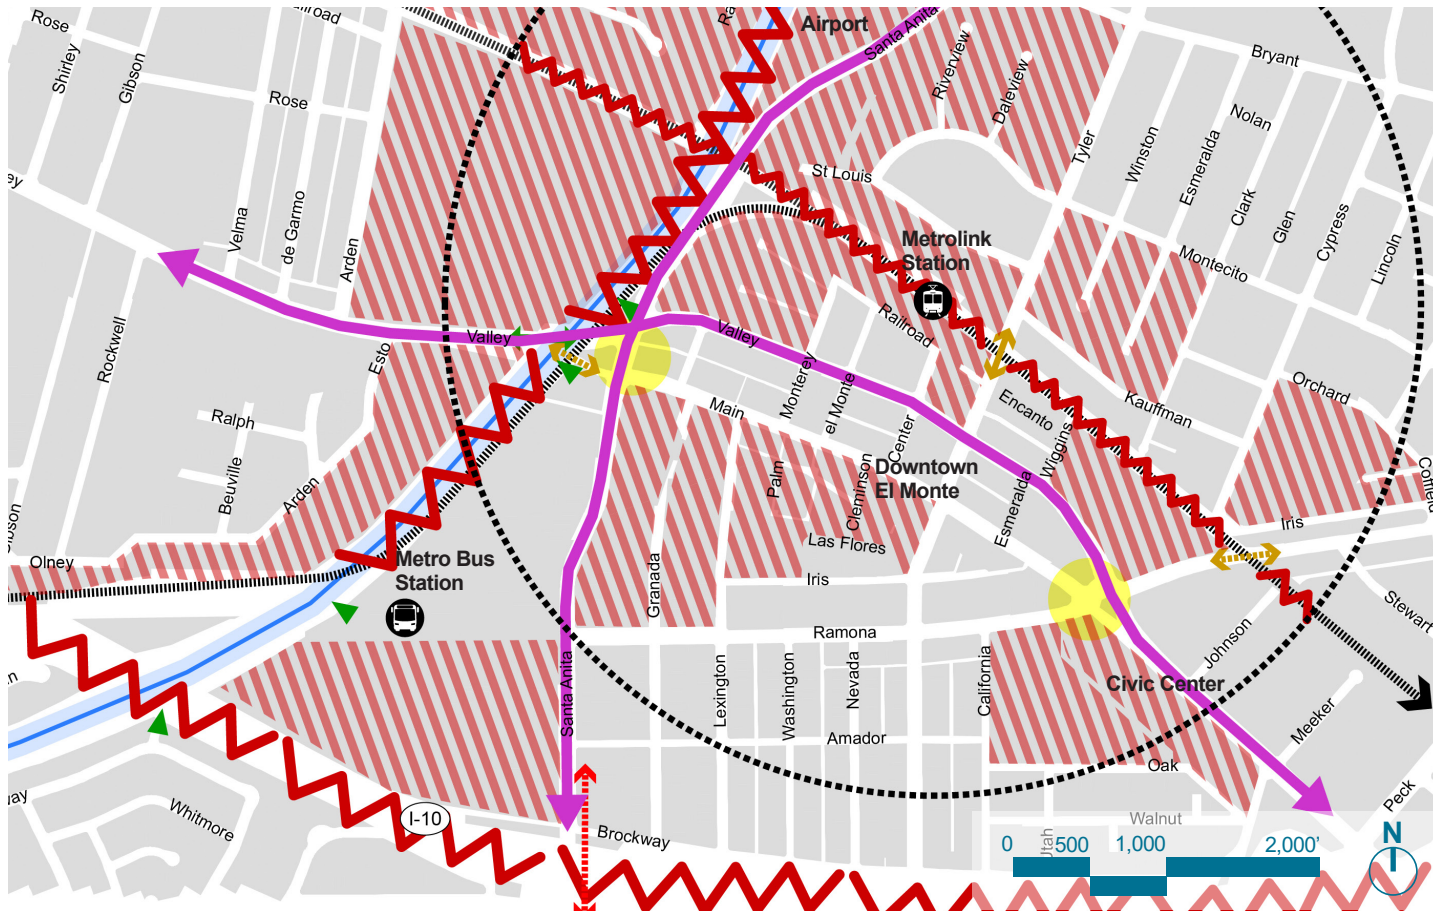 Rose
Shirley
Gibson
Rose
Airport
Santa Anita
Riverview
Daleview
Bryant
Nolan
Tyler
Winston
Esmeralda
Clark
Glen
Cypress
Lincoln
St Louis
Montecito
Velma
de Garmo
Arden
Metrolink
Station
Railroad
Valley
Valley
Rockwell
Esto
Monterey
el Monte
Center
Main
Encanto
Wiggins
Kauffman
Orchard
Ralph
Beuville
Arden
Palm
Cleminson
Downtown
El Monte
Esmeralda
Las Flores
Iris
Olney
Metro Bus
Station
Granada
Iris
Ramona
Stewart
Johnson
Santa Anita
Lexington
Washington
Nevada
California
Civic Center
Meeker
Amador
Oak
Peck
Whitmore
I-10
Brockway
Walnut
Utah
0
500
1,000
2,000'
N